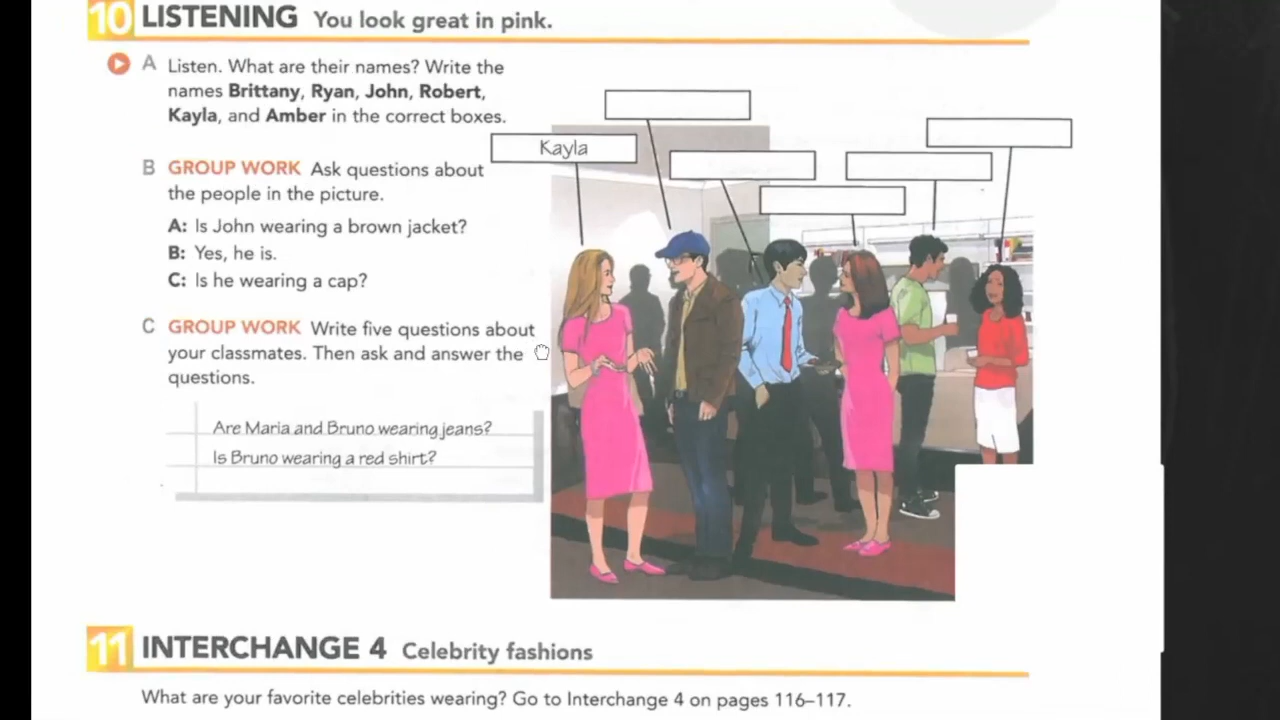 10 LISTENING You look great in pink.
A Listen. What are their names? Write the
names Brittany, Ryan, John, Robert,
Kayla, and Amber in the correct boxes.
Kayla
B GROUP WORK Ask questions about
the people in the picture.
A: Is John wearing a brown jacket?
B: Yes, he is.
C: Is he wearing a cap?
C GROUP WORK Write five questions about
your classmates. Then ask and answer the
questions.
Are Maria and Bruno wearing jeans?
Is Bruno wearing a red shirt?
11 INTERCHANGE 4 Celebrity fashions
What are your favorite celebrities wearing? Go to Interchange 4 on pages 116–117.